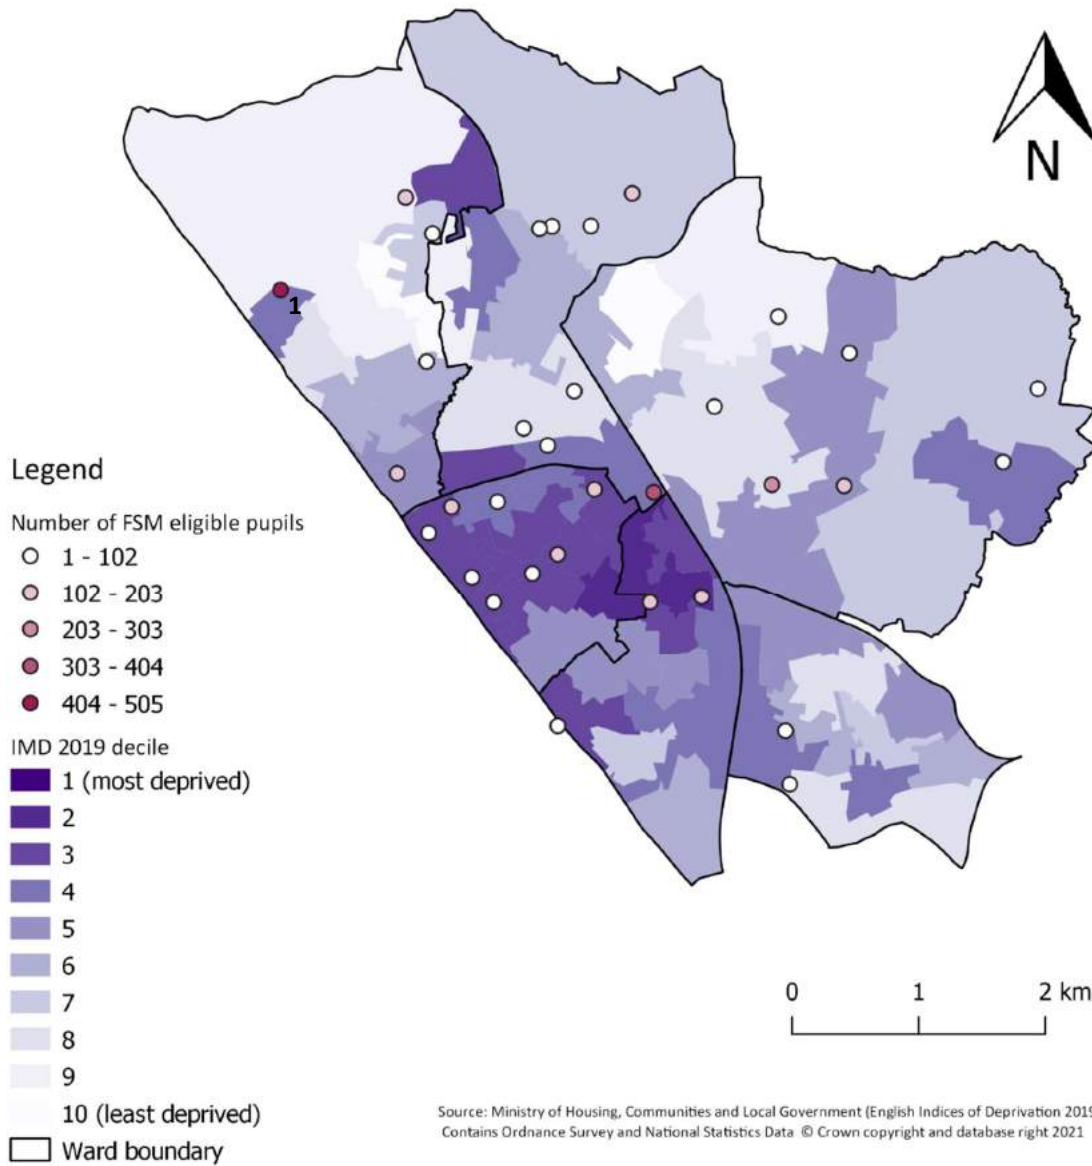 N
1
Legend
Number of FSM eligible pupils
1 - 102
102 - 203
203 - 303
303 - 404
404 - 505
IMD 2019 decile
1 (most deprived)
2
3
4
5
6
7
8
9
10 (least deprived)
Ward boundary
0 1 2 km
Source: Ministry of Housing, Communities and Local Government (English Indices of Deprivation 2019
Contains Ordnance Survey and National Statistics Data © Crown copyright and database right 2021